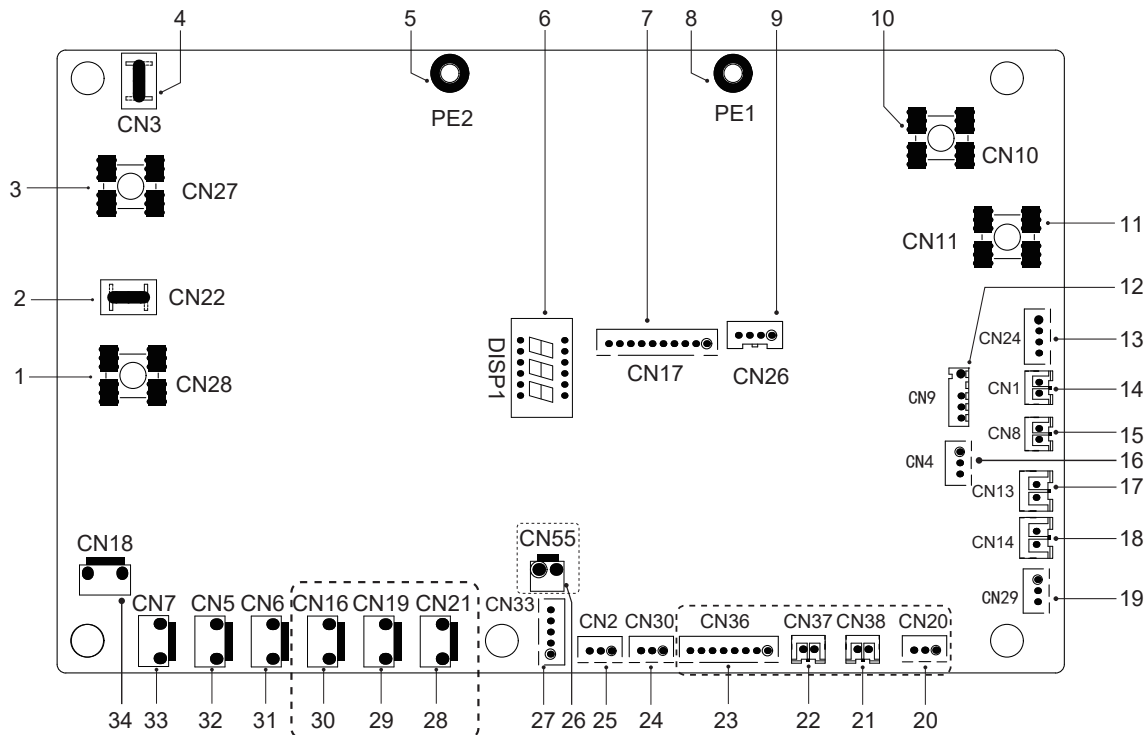 4 5 6 7 8 9 10
CN3 PE2 PE1 CN10
3 CN27
CN11 11
2 CN22 12
DISP1 CN17 CN26 CN24 13
1 CN28 CN9 CN1 14
CN8 15
CN4 16
CN13 17
CN14 18
CN18 CN55
CN29 19
CN7 CN5 CN6 CN16 CN19 CN21 CN33 CN2 CN30 CN36 CN37 CN38 CN20
34 33 32 31 30 29 28 27 26 25 24 23 22 21 20